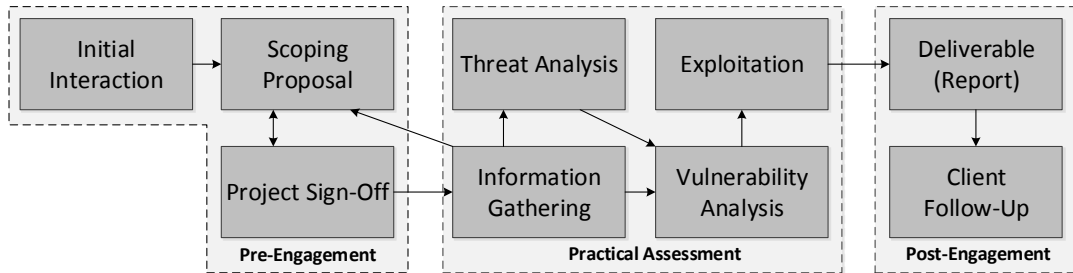 Initial
Interaction
Scoping
Proposal
Project Sign-Off
Pre-Engagement
Threat Analysis
Exploitation
Information
Gathering
Vulnerability
Analysis
Practical Assessment
Deliverable
(Report)
Client
Follow-Up
Post-Engagement